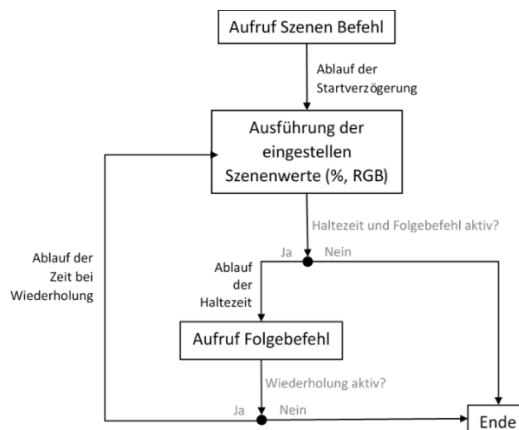 Aufruf Szenen Befehl
Ablauf der
Startverzögerung
Ausführung der
eingestellen
Szenenwerte (%, RGB)
Haltezeit und Folgebefehl aktiv?
Ja
Nein
Ablauf der
Zeit bei
Wiederholung
Ablauf
der
Haltezeit
Aufruf Folgebefehl
Wiederholung aktiv?
Ja
Nein
Ende